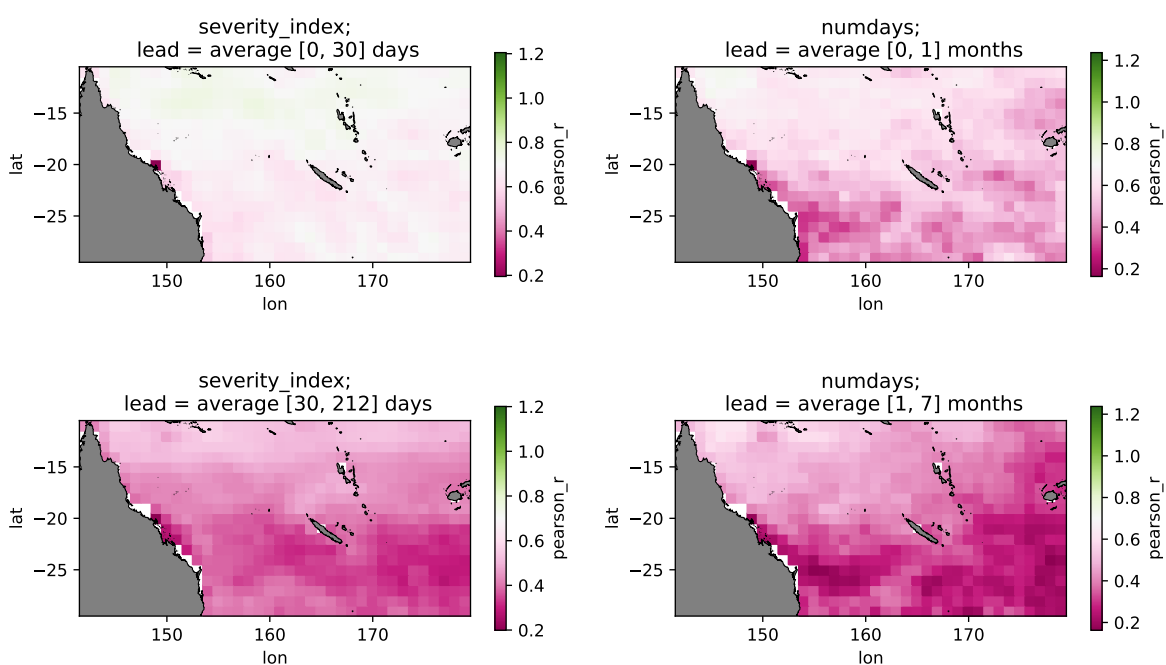 severity_index;
lead = average [0, 30] days
lat
−15
−20
−25
150
160
170
lon
1.2
1.0
0.8
0.6
0.4
0.2
pearson_r
numdays;
lead = average [0, 1] months
lat
−15
−20
−25
150
160
170
lon
1.2
1.0
0.8
0.6
0.4
0.2
pearson_r
severity_index;
lead = average [30, 212] days
lat
−15
−20
−25
150
160
170
lon
1.2
1.0
0.8
0.6
0.4
0.2
pearson_r
numdays;
lead = average [1, 7] months
lat
−15
−20
−25
150
160
170
lon
1.2
1.0
0.8
0.6
0.4
0.2
pearson_r